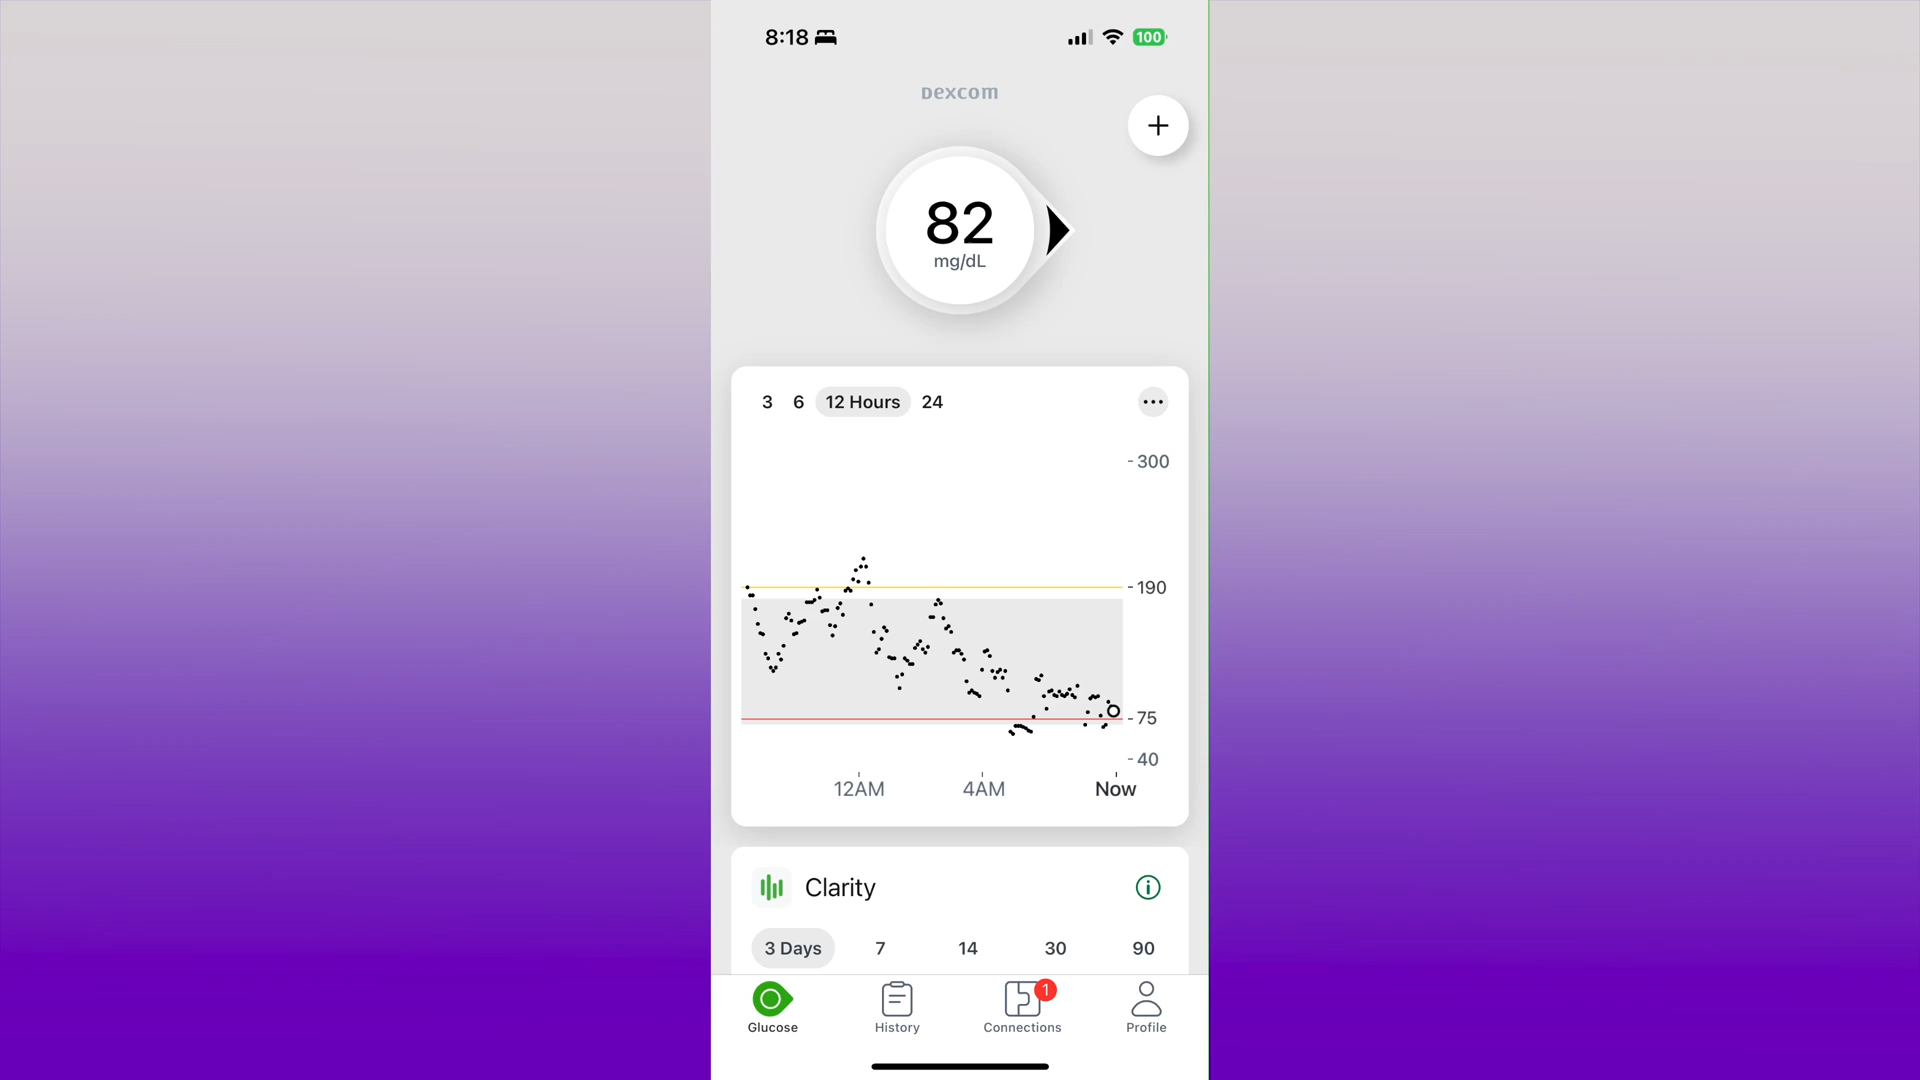 8:18
100
Dexcom
+
82
mg/dL
3 6 12 Hours 24
300
190
75
40
12AM 4AM Now
Clarity
3 Days 7 14 30 90
1
Glucose History Connections Profile